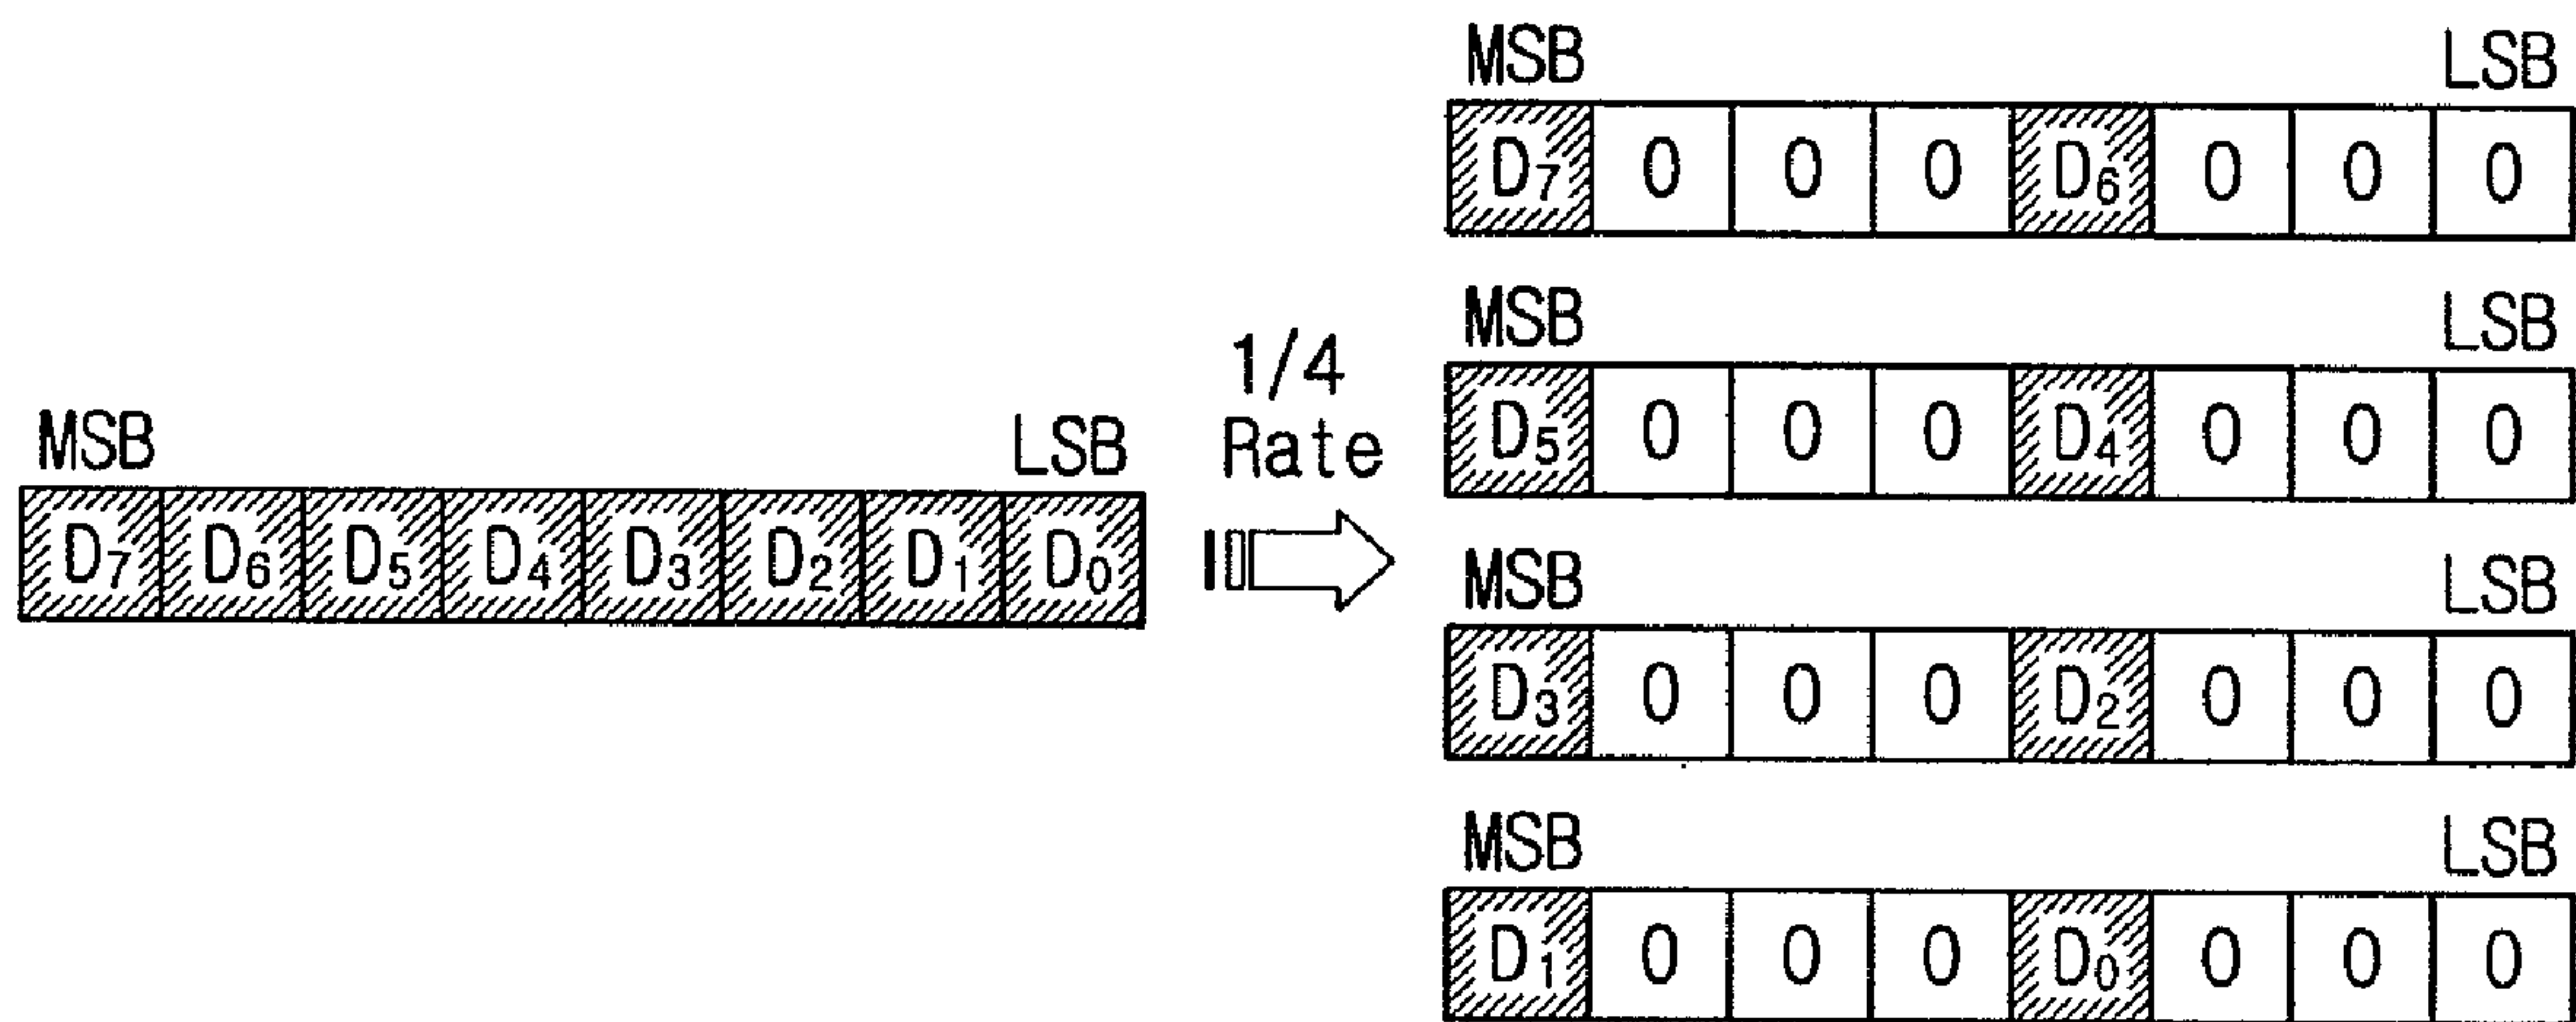 MSB LSB
D7 D6 D5 D4 D3 D2 D1 D0
1/4
Rate
MSB LSB
D7 0 0 0 D6 0 0 0
MSB LSB
D5 0 0 0 D4 0 0 0
MSB LSB
D3 0 0 0 D2 0 0 0
MSB LSB
D1 0 0 0 D0 0 0 0